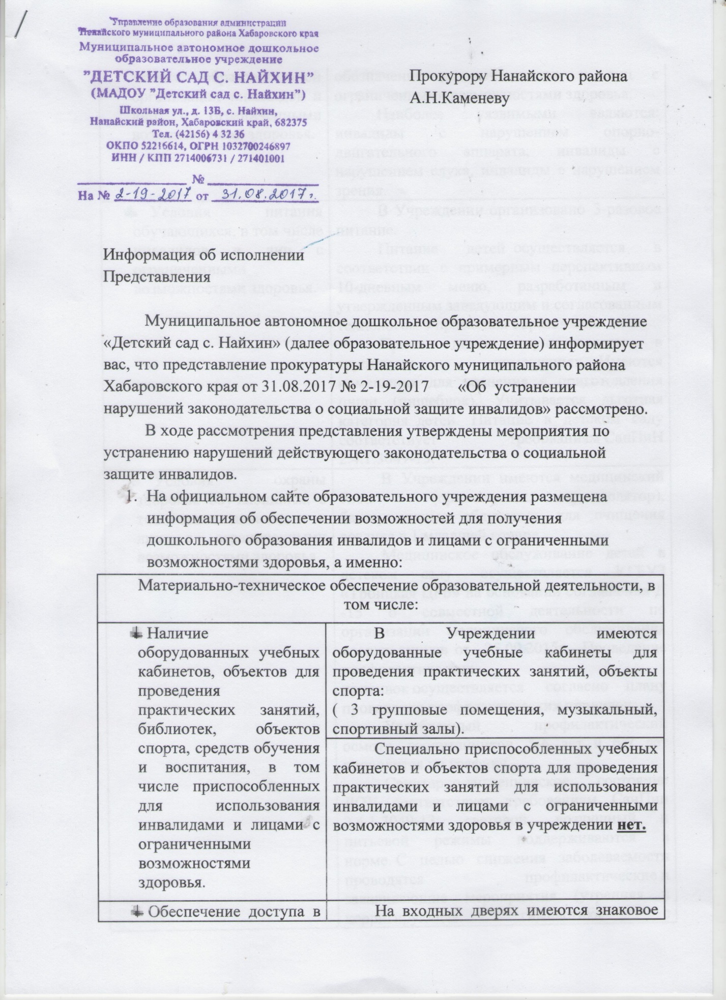 Управление образования администрации
Нанайского муниципального района Хабаровского края
Муниципальное автономное дошкольное
образовательное учреждение
"ДЕТСКИЙ САД С. НАЙХИН"
(МАДОУ "Детский сад с. Найхин")
Школьная ул., д. 13Б, с. Найхин,
Нанайский район, Хабаровский край, 682375
Тел. (42156) 4 32 36
ОКПО 52216614, ОГРН 1032700246897
ИНН / КПП 2714006731 / 271401001
№
На № 2-19-2017 от 31.08.2017 г.
Прокурору Нанайского района
А.Н.Каменеву
Информация об исполнении
Представления
Муниципальное автономное дошкольное образовательное учреждение
«Детский сад с. Найхин» (далее образовательное учреждение) информирует
вас, что представление прокуратуры Нанайского муниципального района
Хабаровского края от 31.08.2017 № 2-19-2017 «Об устранении
нарушений законодательства о социальной защите инвалидов» рассмотрено.
В ходе рассмотрения представления утверждены мероприятия по
устранению нарушений действующего законодательства о социальной
защите инвалидов.
1. На официальном сайте образовательного учреждения размещена
информация об обеспечении возможностей для получения
дошкольного образования инвалидов и лицами с ограниченными
возможностями здоровья, а именно:
Материально-техническое обеспечение образовательной деятельности, в
том числе:
Наличие
оборудованных учебных
кабинетов, объектов для
проведения
практических занятий,
библиотек, объектов
спорта, средств обучения
и воспитания, в том
числе приспособленных
для использования
инвалидами и лицами с
ограниченными
возможностями
здоровья.
В Учреждении имеются
оборудованные учебные кабинеты для
проведения практических занятий, объекты
спорта:
( 3 групповые помещения, музыкальный,
спортивный залы).
Специально приспособленных учебных
кабинетов и объектов спорта для проведения
практических занятий для использования
инвалидами и лицами с ограниченными
возможностями здоровья в учреждении нет.
Обеспечение доступа в
На входных дверях имеются знаковое